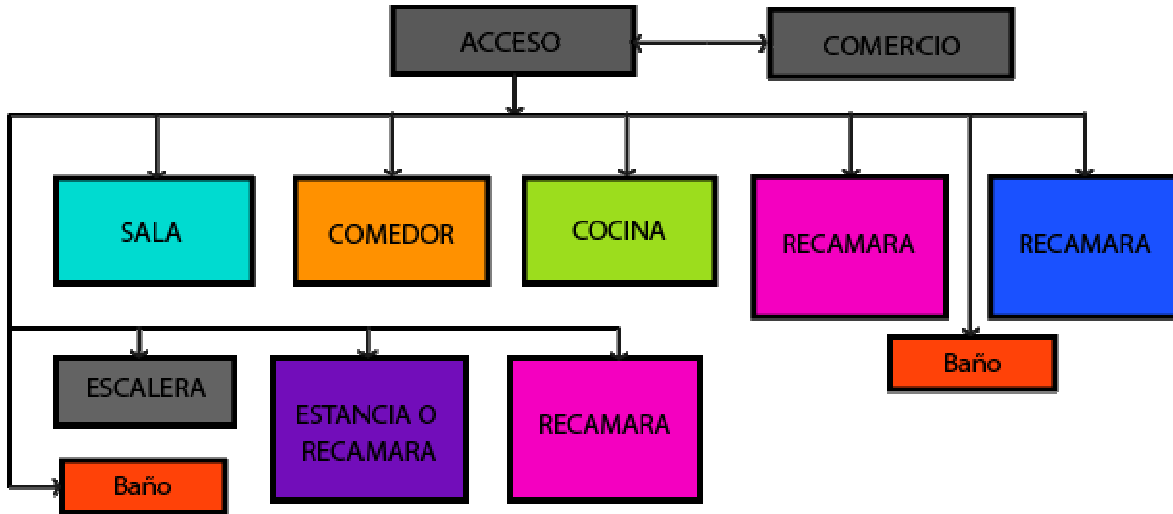 ACCESO
COMERCIO
SALA
COMEDOR
COCINA
RECAMARA
RECAMARA
Baño
ESCALERA
ESTANCIA O
RECAMARA
RECAMARA
Baño